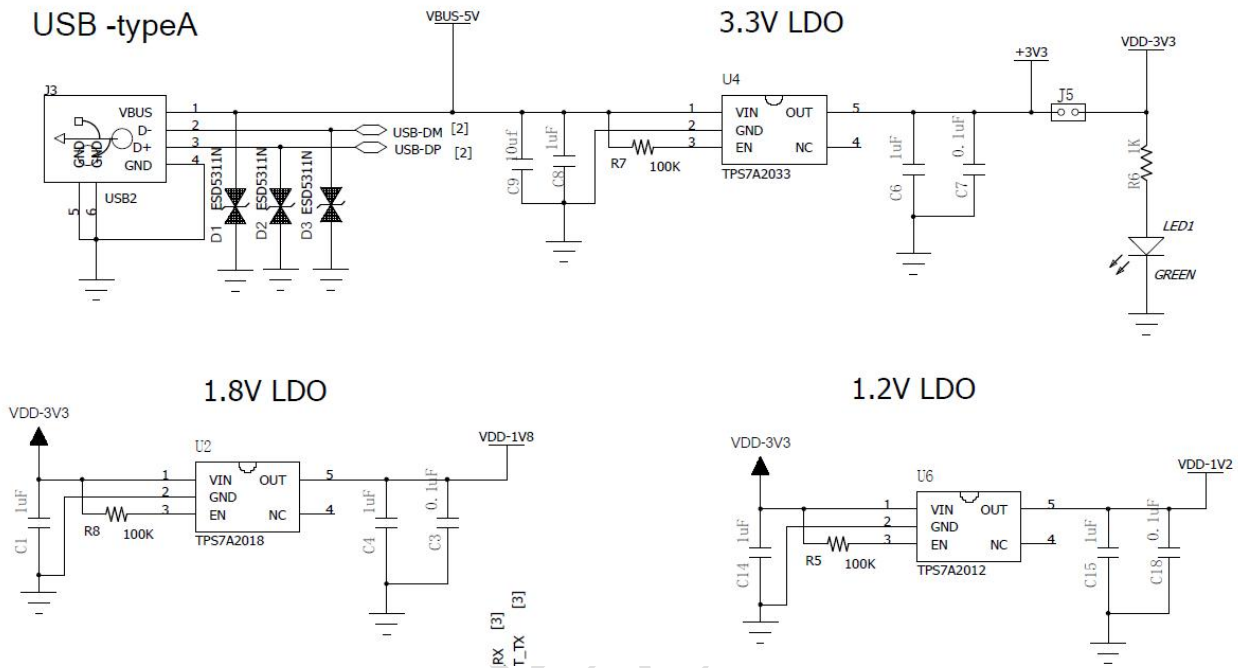 USB -typeA
VBUS-5V
3.3V LDO
VDD-3V3
+3V3
J3
VBUS
D-
D+
GND
GND
GND
1
2
3
4
5
6
USB2
USB-DM [2]
USB-DP [2]
D1 ESD5311N
D2 ESD5311N
D3 ESD5311N
C9 10uf
C8 1uF
R7 100K
U4
1 VIN OUT 5
2 GND
3 EN NC 4
TPS7A2033
C6 1uF
C7 0.1uF
J5
R6 1K
LED1
GREEN
1.8V LDO
VDD-3V3
C1 1uF
R8 100K
U2
1 VIN OUT 5
2 GND
3 EN NC 4
TPS7A2018
C4 1uF
C3 0.1uF
VDD-1V8
RX [3]
T_TX [3]
1.2V LDO
VDD-3V3
C14 1uF
R5 100K
U6
1 VIN OUT 5
2 GND
3 EN NC 4
TPS7A2012
C15 1uF
C18 0.1uF
VDD-1V2